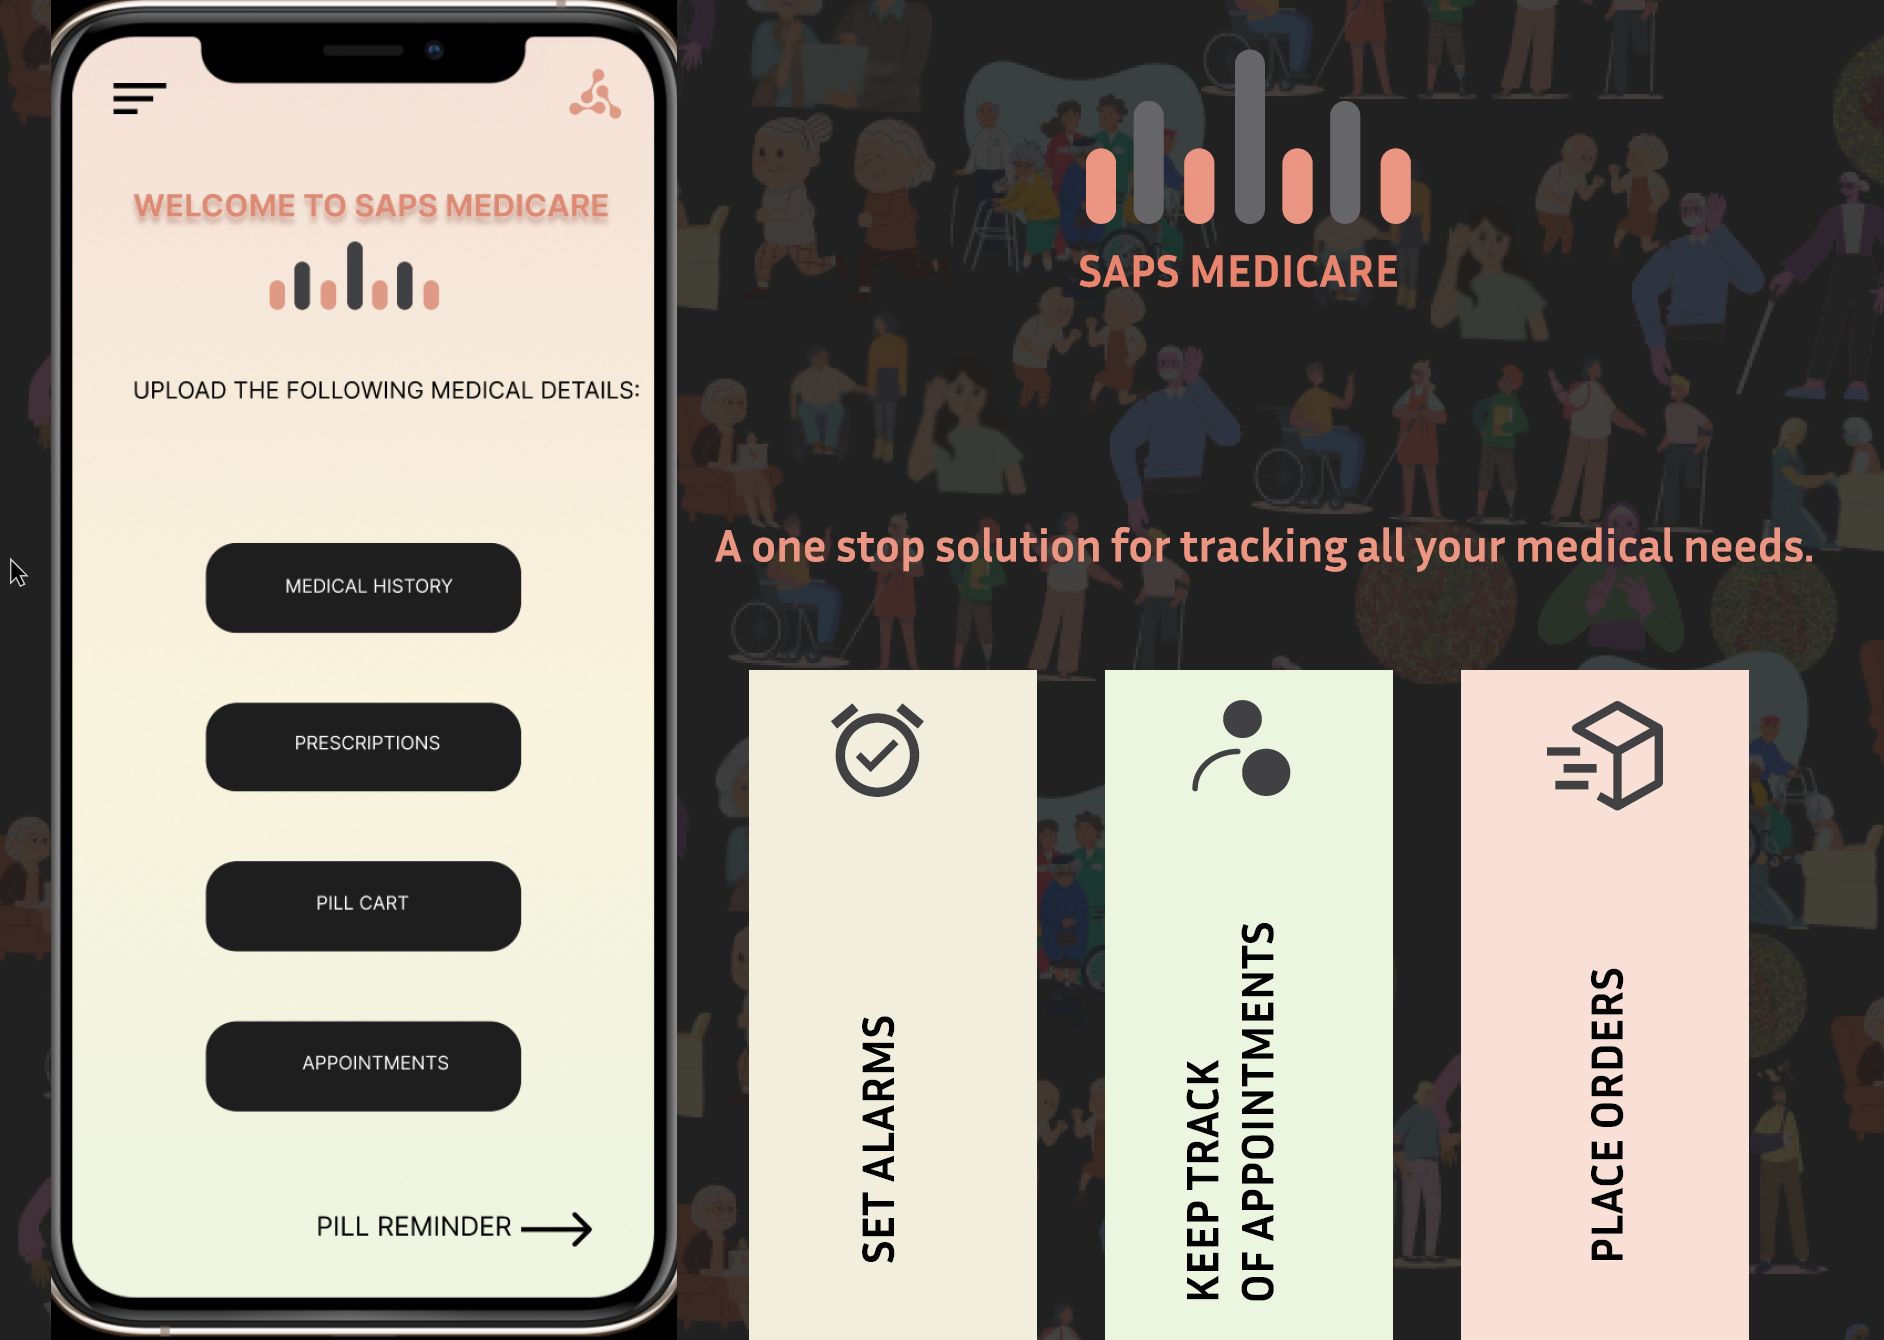 WELCOME TO SAPS MEDICARE
UPLOAD THE FOLLOWING MEDICAL DETAILS:
MEDICAL HISTORY
PRESCRIPTIONS
PILL CART
APPOINTMENTS
PILL REMINDER
SAPS MEDICARE
A one stop solution for tracking all your medical needs.
SET ALARMS
KEEP TRACK
OF APPOINTMENTS
PLACE ORDERS